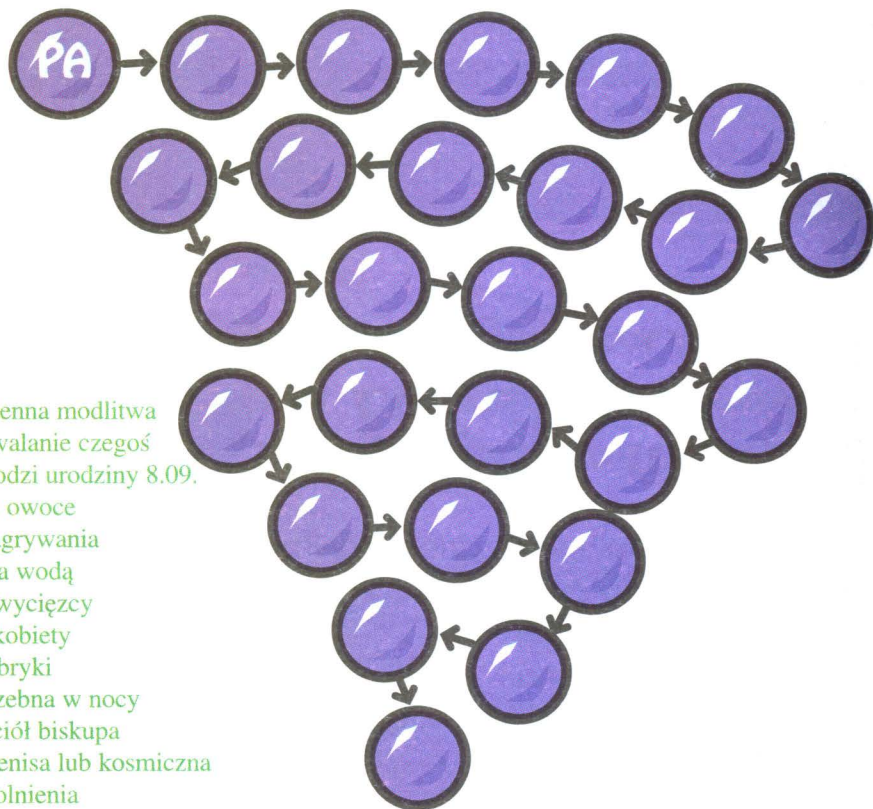 PA
enna modlitwa
walanie czegoś
odzi urodziny 8.09.
owoce
grywania
a wodą
wycięzcy
kobiety
bryki
zebna w nocy
ciół biskupa
enisa lub kosmiczna
olnienia